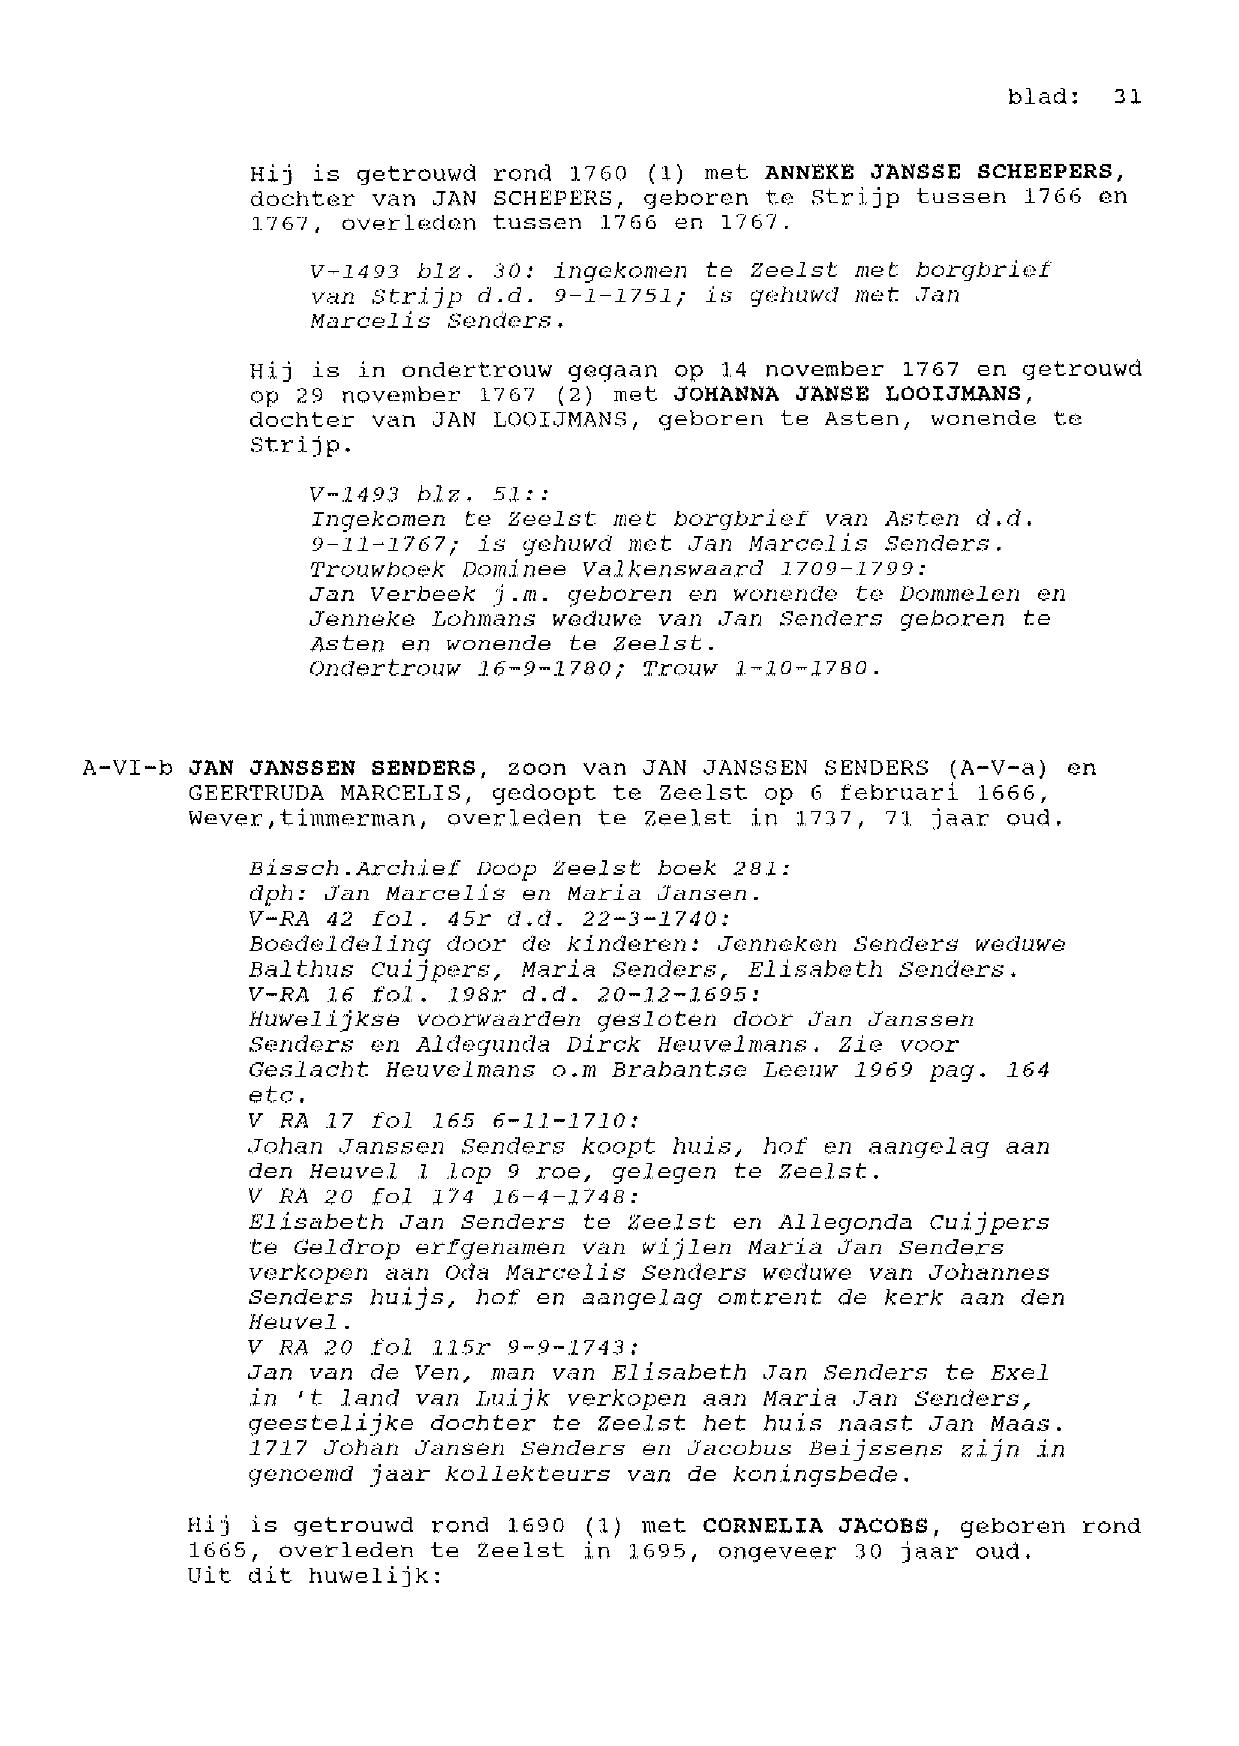 blad: 31
Hij is getrouwd rond 1760 (1) met ANNEKE JANSSE SCHEEPERS,
dochter van JAN SCHEPERS, geboren te Strijp tussen 1766 en
1767, overleden tussen 1766 en 1767.
V-1493 blz. 30: ingekomen te Zeelst met borgbrief
van Strijp d.d. 9-1-1751; is gehuwd met Jan
Marcelis Senders.
Hij is in ondertrouw gegaan op 14 november 1767 en getrouwd
op 29 november 1767 (2) met JOHANNA JANSE LOOIJMANS,
dochter van JAN LOOIJMANS, geboren te Asten, wonende te
Strijp.
V-1493 blz. 51::
Ingekomen te Zeelst met borgbrief van Asten d.d.
9-11-1767; is gehuwd met Jan Marcelis Senders.
Trouwboek Dominee Valkenswaard 1709-1799:
Jan Verbeek j.m. geboren en wonende te Dommelen en
Jenneke Lohmans weduwe van Jan Senders geboren te
Asten en wonende te Zeelst.
Ondertrouw 16-9-1780; Trouw 1-10-1780.
A-VI-b JAN JANSSEN SENDERS, zoon van JAN JANSSEN SENDERS (A-V-a) en
GEERTRUDA MARCELIS, gedoopt te Zeelst op 6 februari 1666,
Wever,timmerman, overleden te Zeelst in 1737, 71 jaar oud.
Bissch.Archief Doop Zeelst boek 281:
dph: Jan Marcelis en Maria Jansen.
V-RA 42 fol. 45r d.d. 22-3-1740:
Boedeldeling door de kinderen: Jenneken Senders weduwe
Balthus Cuijpers, Maria Senders, Elisabeth Senders.
V-RA 16 fol. 198r d.d. 20-12-1695:
Huwelijkse voorwaarden gesloten door Jan Janssen
Senders en Aldegunda Dirck Heuvelmans. Zie voor
Geslacht Heuvelmans o.m Brabantse Leeuw 1969 pag. 164
etc.
V RA 17 fol 165 6-11-1710:
Johan Janssen Senders koopt huis, hof en aangelag aan
den Heuvel 1 lop 9 roe, gelegen te Zeelst.
V RA 20 fol 174 16-4-1748:
Elisabeth Jan Senders te Zeelst en Allegonda Cuijpers
te Geldrop erfgenamen van wijlen Maria Jan Senders
verkopen aan Oda Marcelis Senders weduwe van Johannes
Senders huijs, hof en aangelag omtrent de kerk aan den
Heuvel.
V RA 20 fol 115r 9-9-1743:
Jan van de Ven, man van Elisabeth Jan Senders te Exel
in 't land van Luijk verkopen aan Maria Jan Senders,
geestelijke dochter te Zeelst het huis naast Jan Maas.
1717 Johan Jansen Senders en Jacobus Beijssens zijn in
genoemd jaar kollekteurs van de koningsbede.
Hij is getrouwd rond 1690 (1) met CORNELIA JACOBS, geboren rond
1665, overleden te Zeelst in 1695, ongeveer 30 jaar oud.
Uit dit huwelijk: